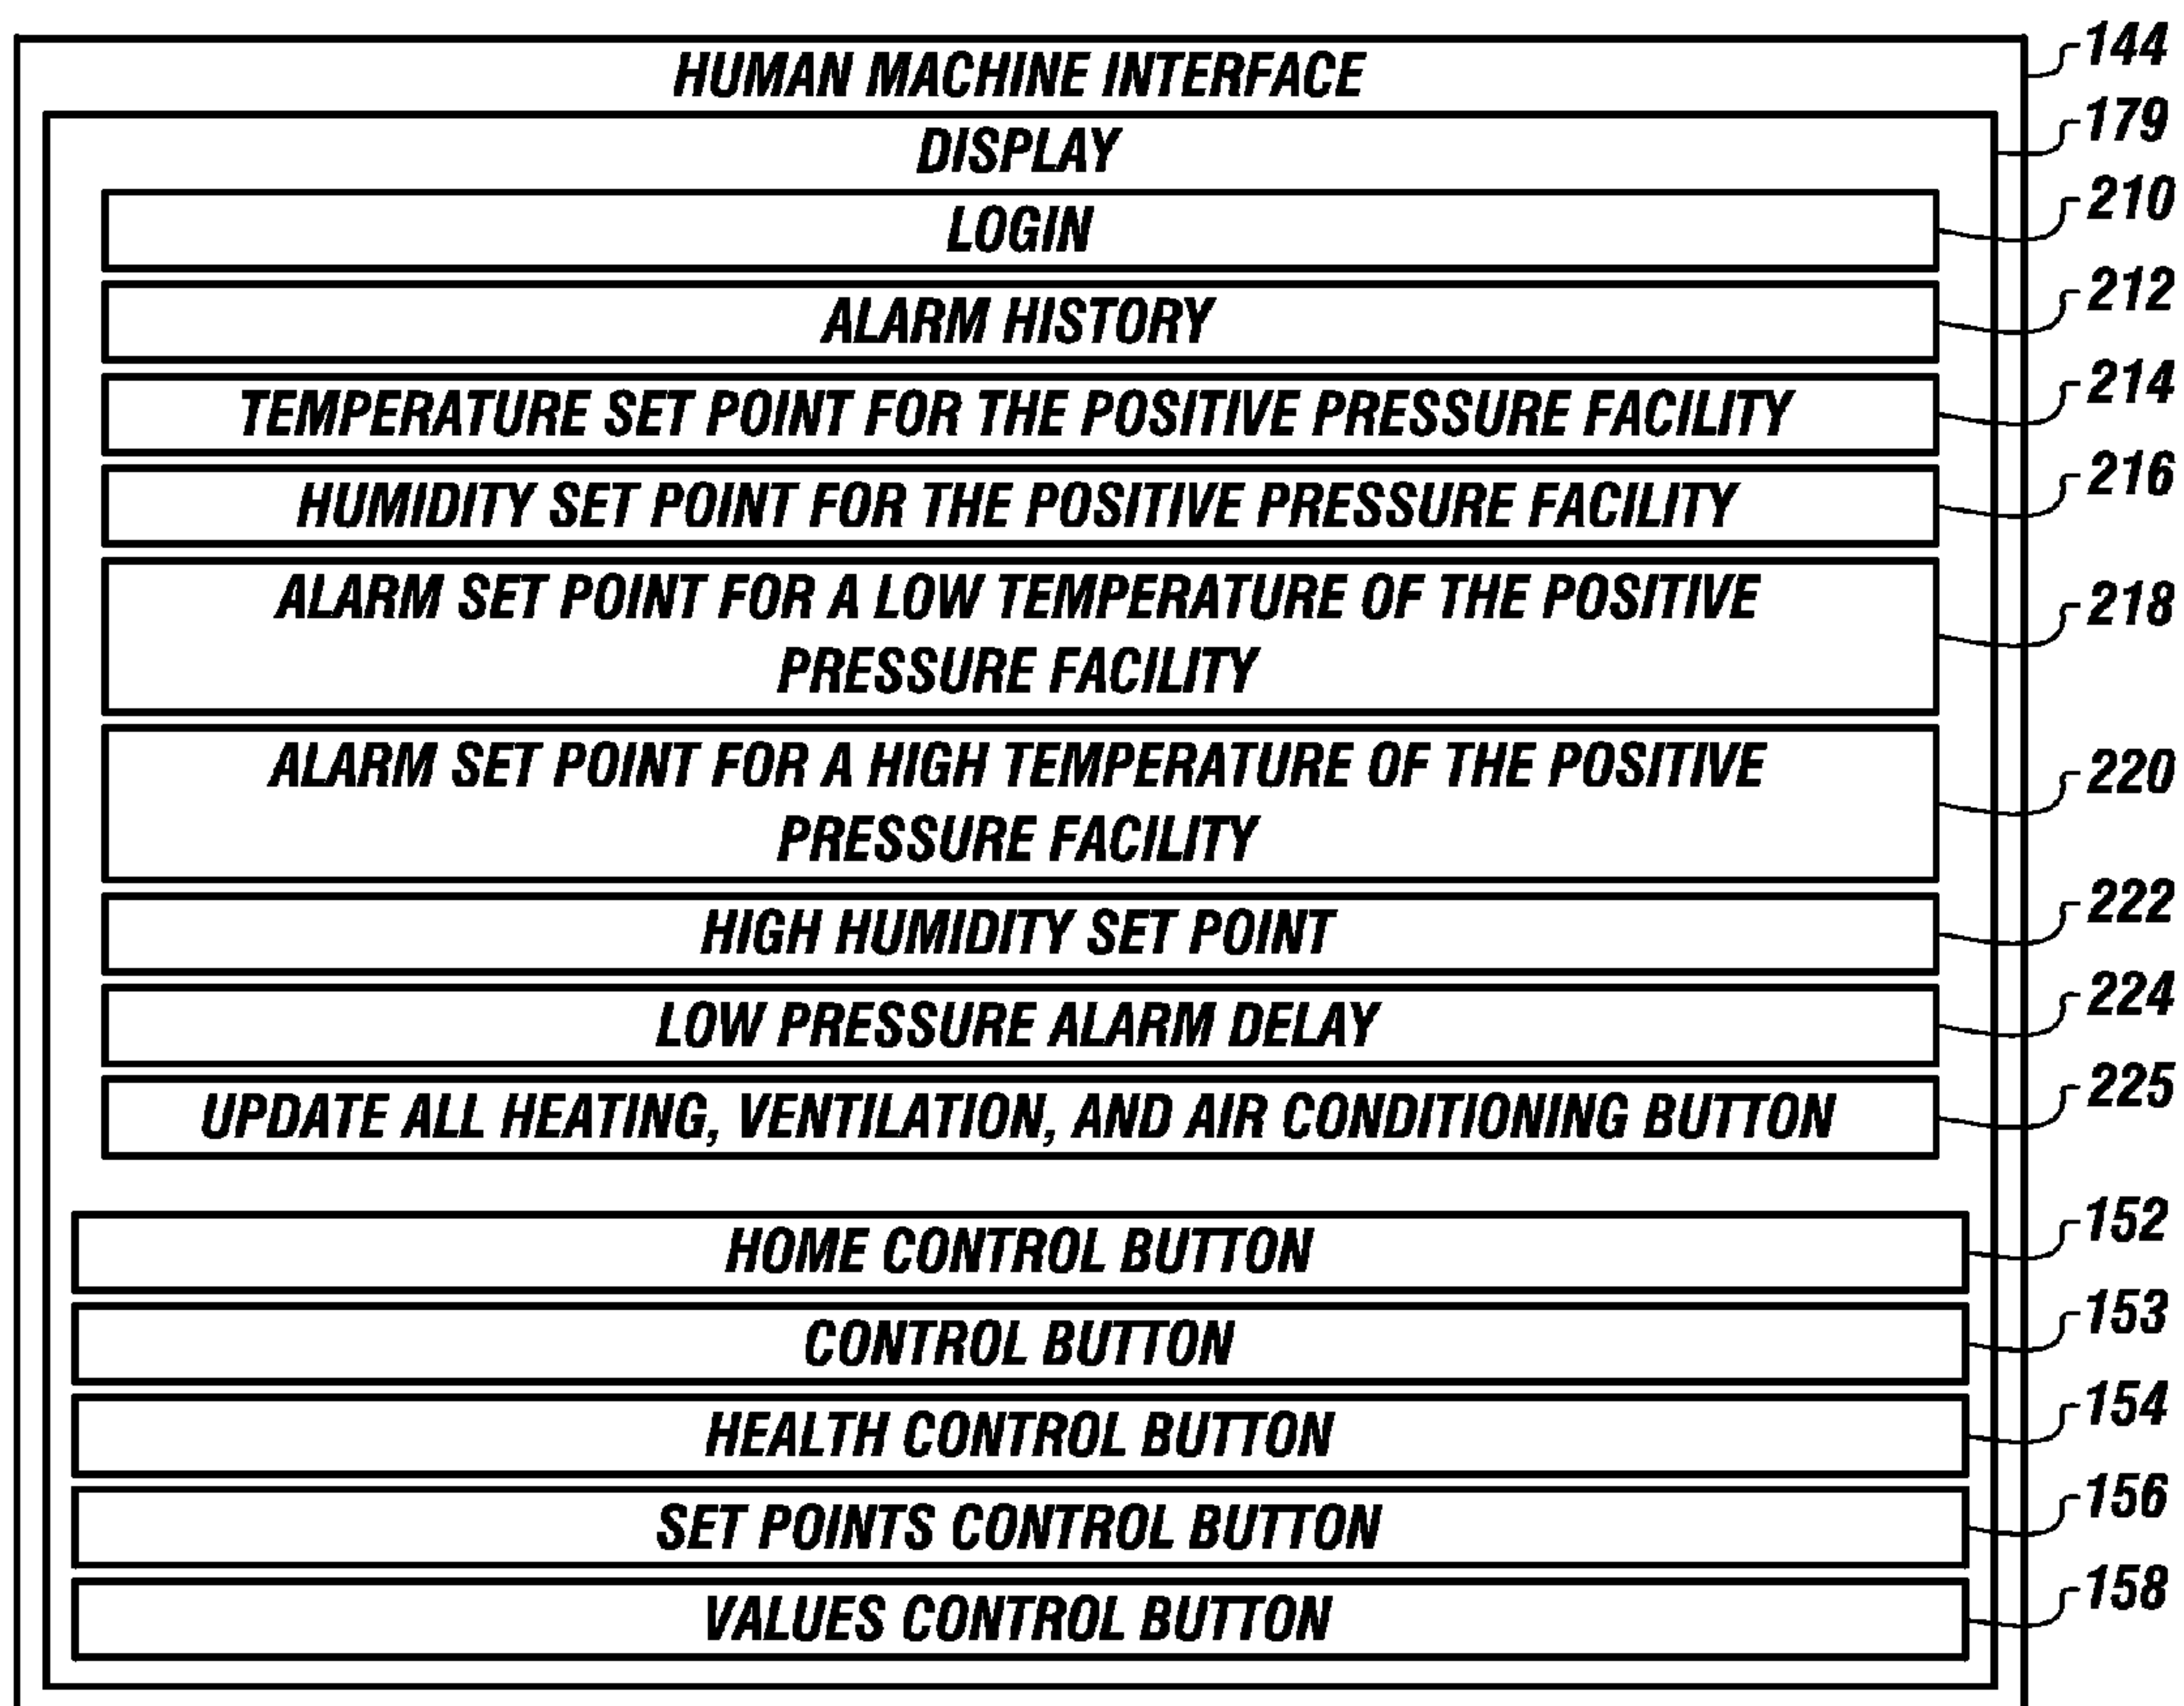 HUMAN MACHINE INTERFACE 144
DISPLAY 179
LOGIN 210
ALARM HISTORY 212
TEMPERATURE SET POINT FOR THE POSITIVE PRESSURE FACILITY 214
HUMIDITY SET POINT FOR THE POSITIVE PRESSURE FACILITY 216
ALARM SET POINT FOR A LOW TEMPERATURE OF THE POSITIVE 218
PRESSURE FACILITY
ALARM SET POINT FOR A HIGH TEMPERATURE OF THE POSITIVE 220
PRESSURE FACILITY
HIGH HUMIDITY SET POINT 222
LOW PRESSURE ALARM DELAY 224
UPDATE ALL HEATING, VENTILATION, AND AIR CONDITIONING BUTTON 225
HOME CONTROL BUTTON 152
CONTROL BUTTON 153
HEALTH CONTROL BUTTON 154
SET POINTS CONTROL BUTTON 156
VALUES CONTROL BUTTON 158